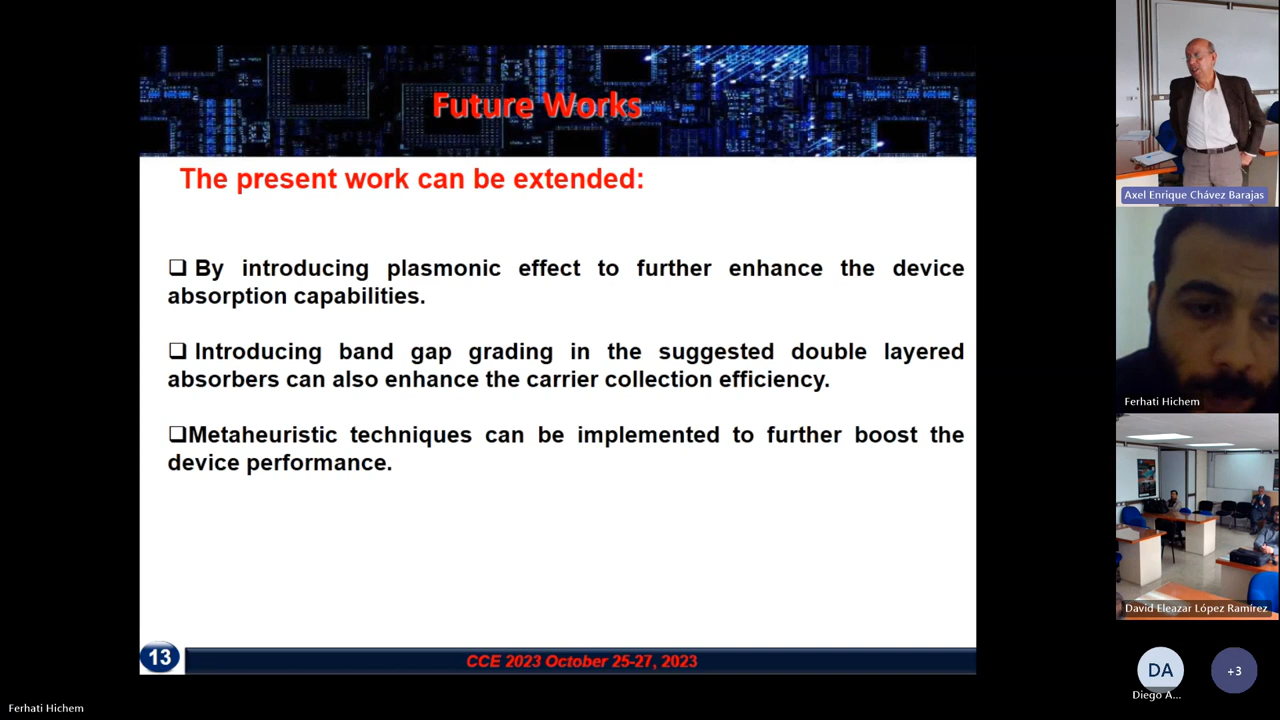 Future Works
The present work can be extended:
❑ By introducing plasmonic effect to further enhance the device
absorption capabilities.
❑ Introducing band gap grading in the suggested double layered
absorbers can also enhance the carrier collection efficiency.
❑Metaheuristic techniques can be implemented to further boost the
device performance.
13
CCE 2023 October 25-27, 2023
Ferhati Hichem
Axel Enrique Chávez Barajas
Ferhati Hichem
David Eleazar López Ramírez
DA
Diego A...
+3